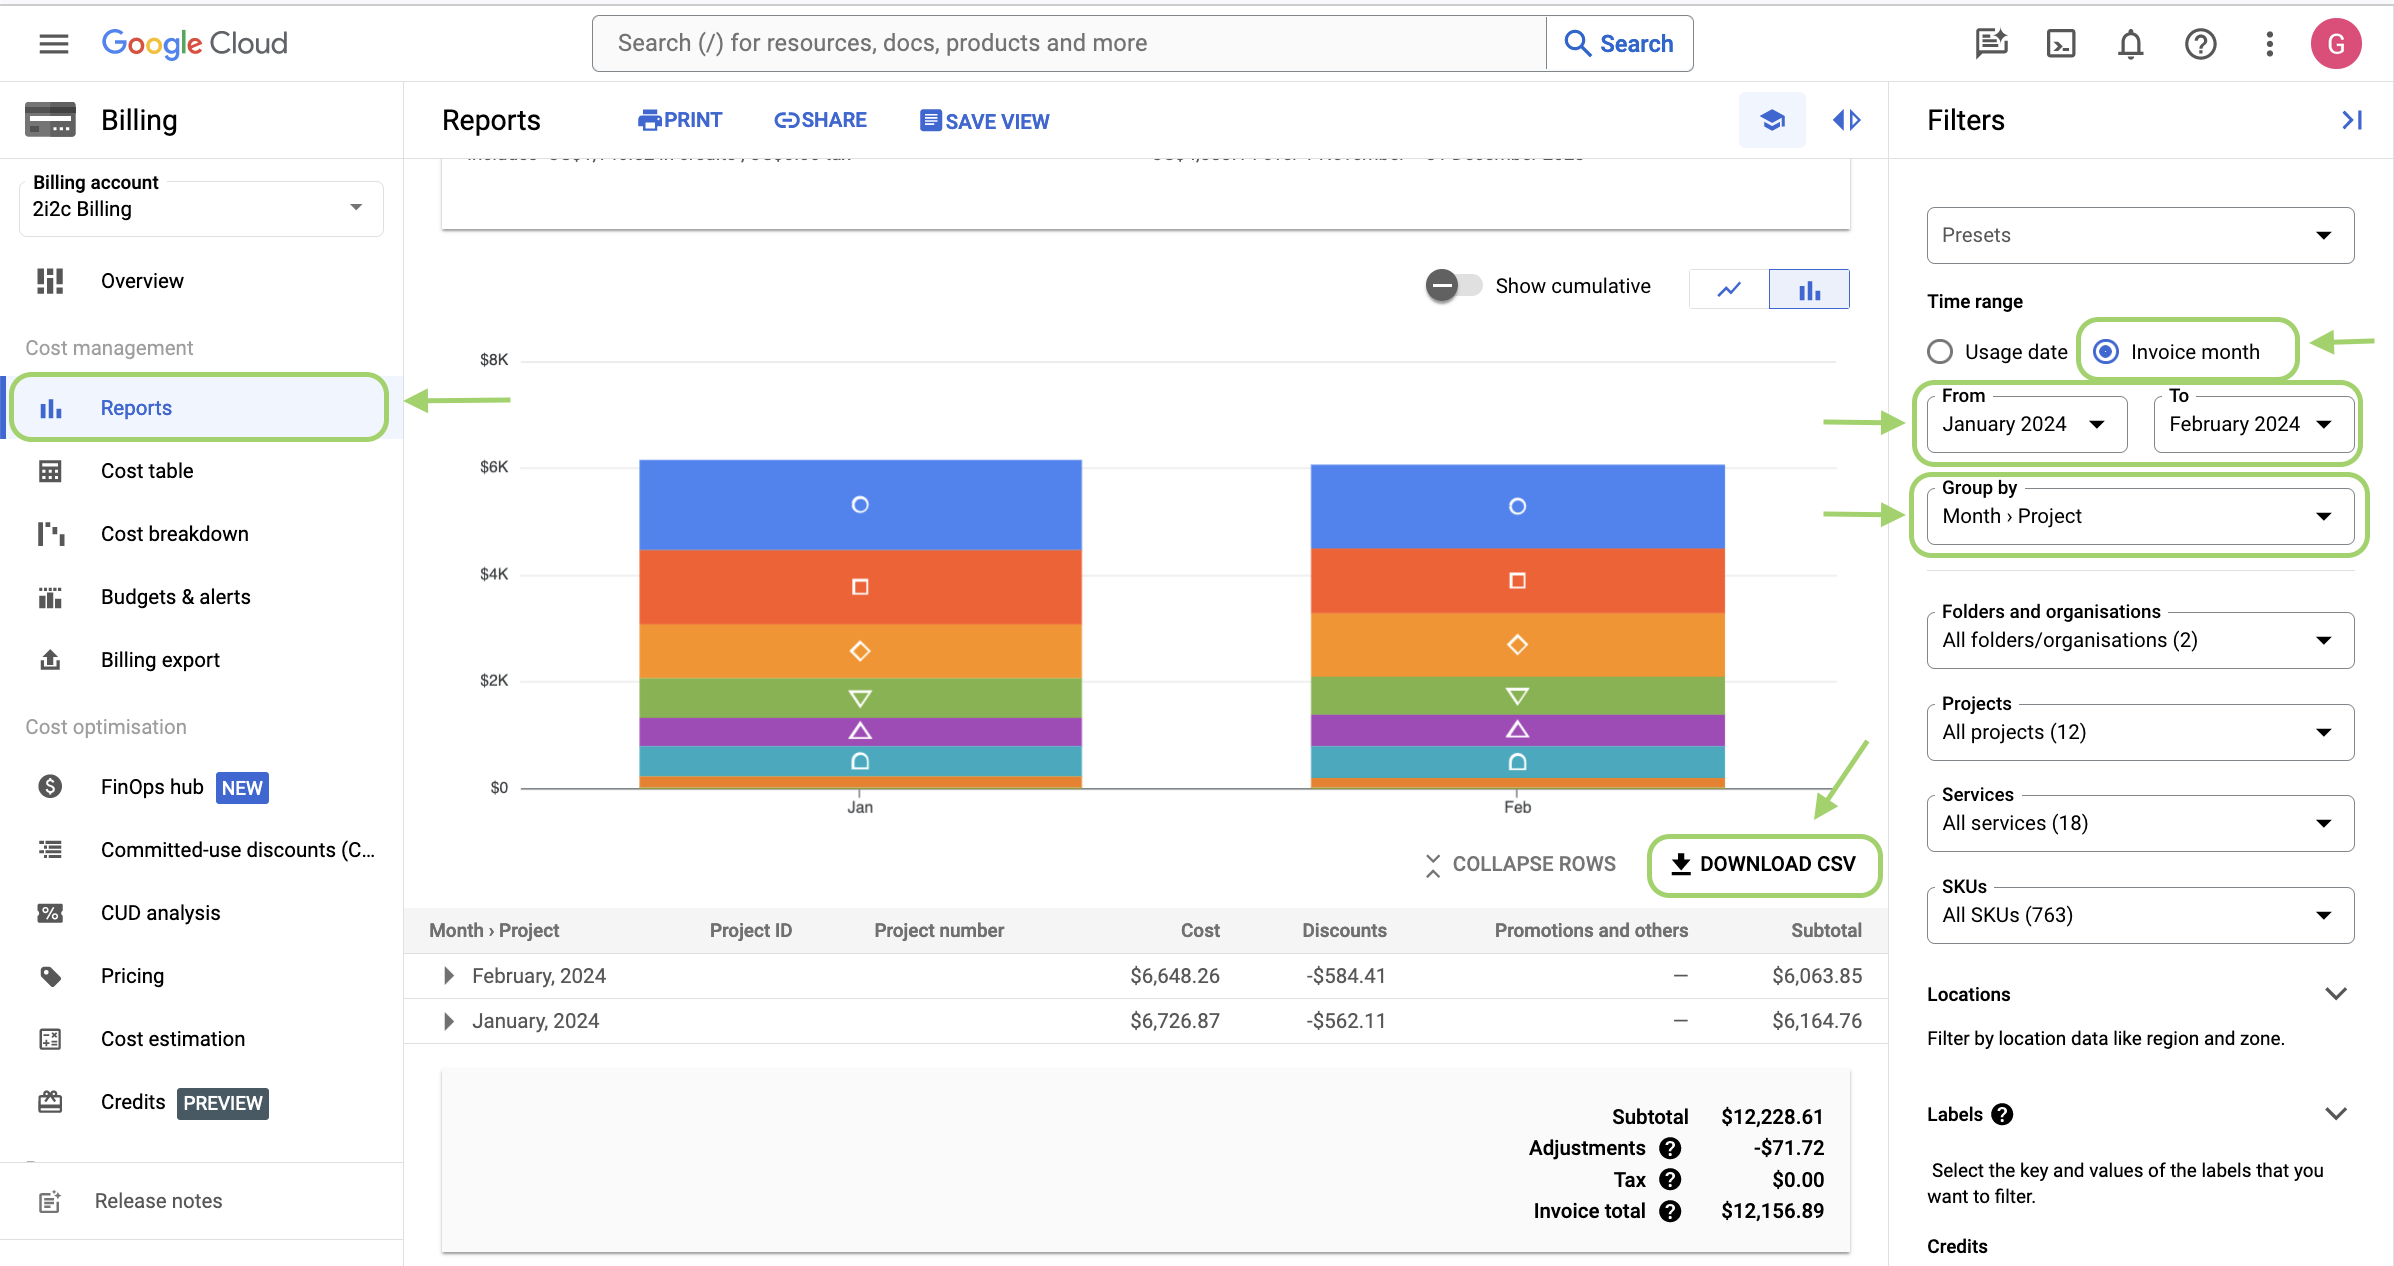 Google Cloud
Search (/) for resources, docs, products and more
Search
G
Billing
Billing account
2i2c Billing
Overview
Cost management
Reports
Cost table
Cost breakdown
Budgets & alerts
Billing export
Cost optimisation
FinOps hub NEW
Committed-use discounts (C...
CUD analysis
Pricing
Cost estimation
Credits PREVIEW
Release notes
Reports
PRINT
SHARE
SAVE VIEW
Show cumulative
$8K
$6K
$4K
$2K
$0
Jan
Feb
COLLAPSE ROWS
DOWNLOAD CSV
Month › Project Project ID Project number Cost Discounts Promotions and others Subtotal
February, 2024 $6,648.26 -$584.41 — $6,063.85
January, 2024 $6,726.87 -$562.11 — $6,164.76
Subtotal $12,228.61
Adjustments -$71.72
Tax $0.00
Invoice total $12,156.89
Filters
Presets
Time range
Usage date
Invoice month
From
January 2024
To
February 2024
Group by
Month › Project
Folders and organisations
All folders/organisations (2)
Projects
All projects (12)
Services
All services (18)
SKUs
All SKUs (763)
Locations
Filter by location data like region and zone.
Labels
Select the key and values of the labels that you
want to filter.
Credits